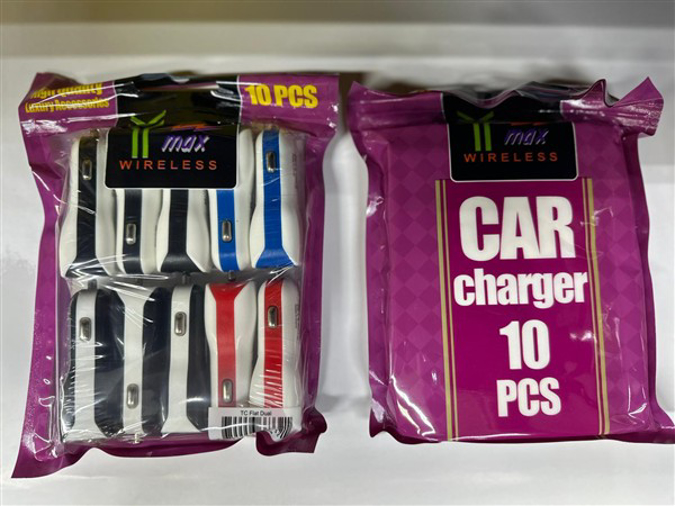 High quality
Luxury Accessories
10 PCS
max
WIRELESS
TC Flat Dual
max
WIRELESS
CAR
charger
10
PCS